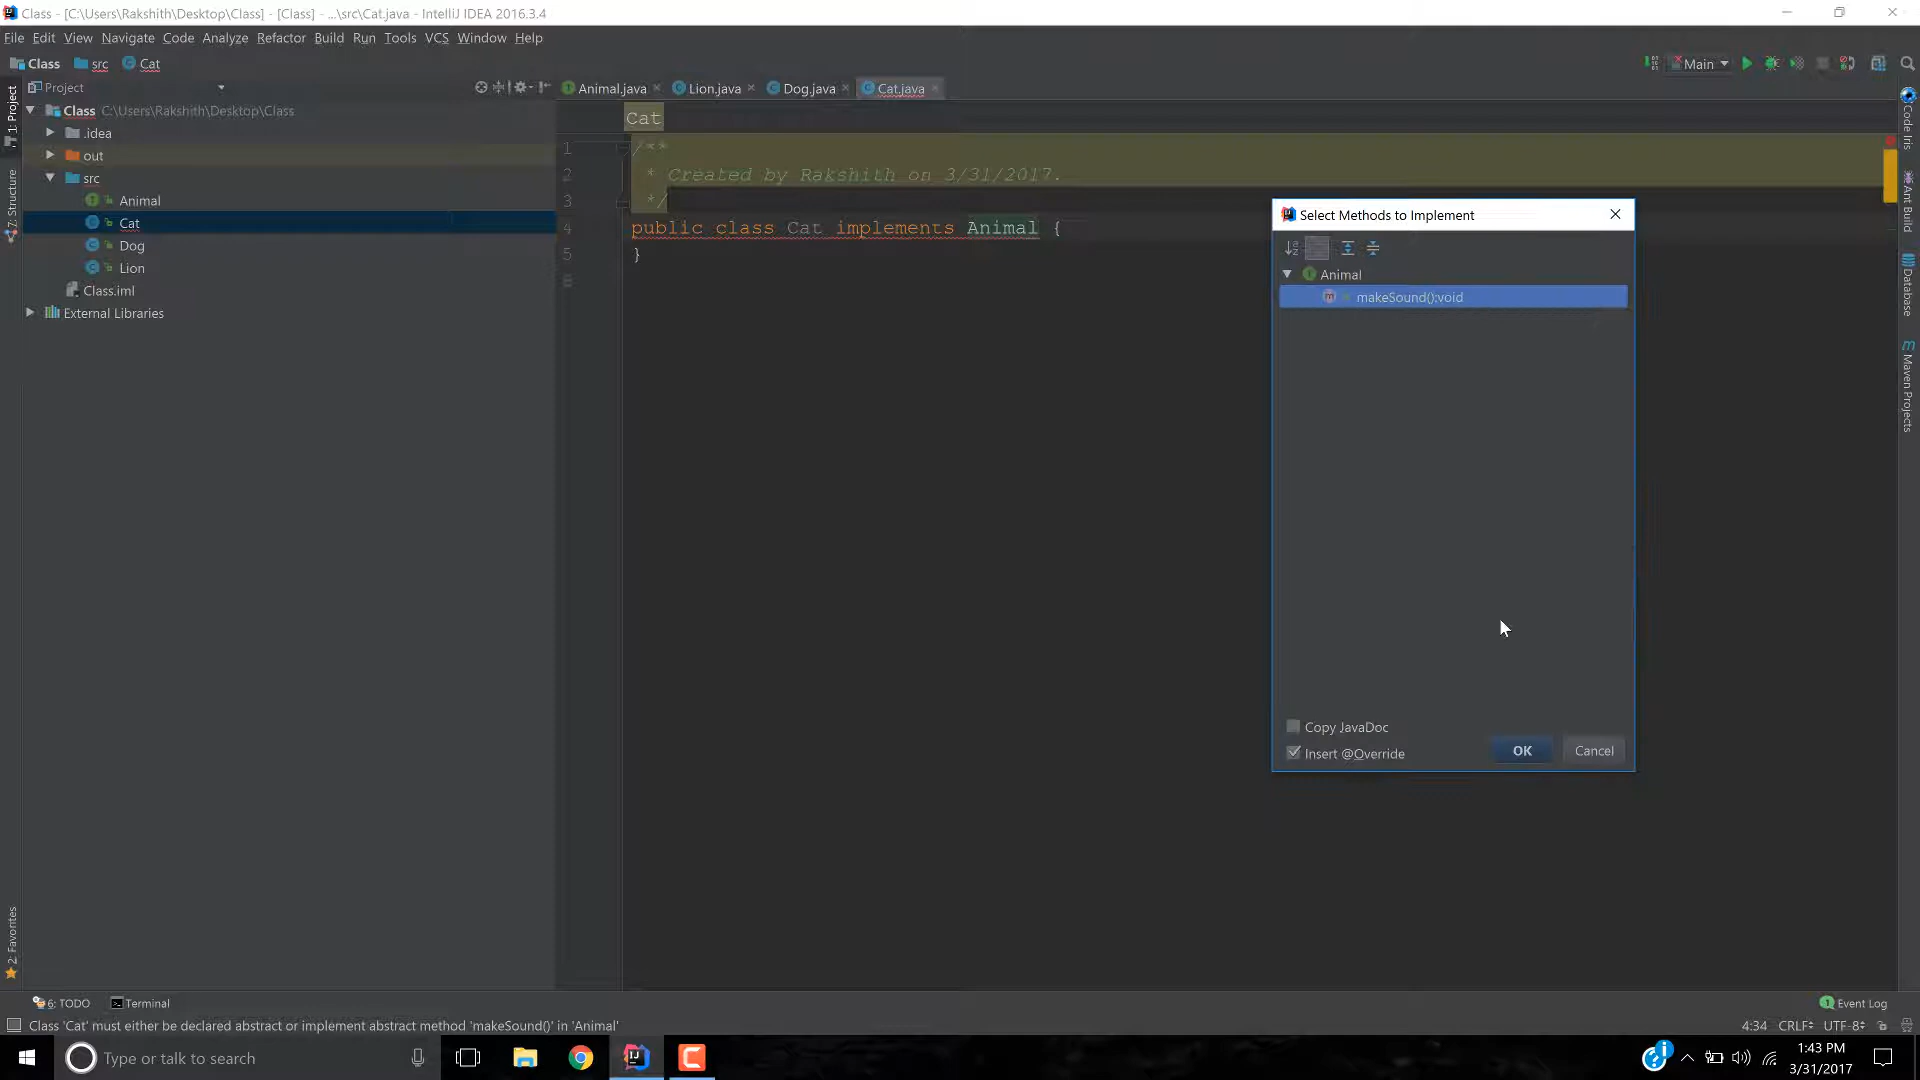 Class - [C:\Users\Rakshith\Desktop\Class] - [Class] - ...\src\Cat.java - IntelliJ IDEA 2016.3.4
File Edit View Navigate Code Analyze Refactor Build Run Tools VCS Window Help
Class src Cat Main
Project Animal.java Lion.java Dog.java Cat.java
Class C:\Users\Rakshith\Desktop\Class
Cat
.idea
out
src
Animal
Cat
Dog
Lion
Class.iml
External Libraries
1 /**
2 * Created by Rakshith on 3/31/2017.
3 */
4 public class Cat implements Animal {
5 }
6
Select Methods to Implement
Animal
makeSound():void
Copy JavaDoc
Insert @Override
OK Cancel
1: Project
7: Structure
2: Favorites
Code Iris
Ant Build
Database
Maven Projects
6: TODO Terminal 1 Event Log
Class 'Cat' must either be declared abstract or implement abstract method 'makeSound()' in 'Animal' 4:34 CRLF UTF-8
Type or talk to search
1:43 PM
3/31/2017